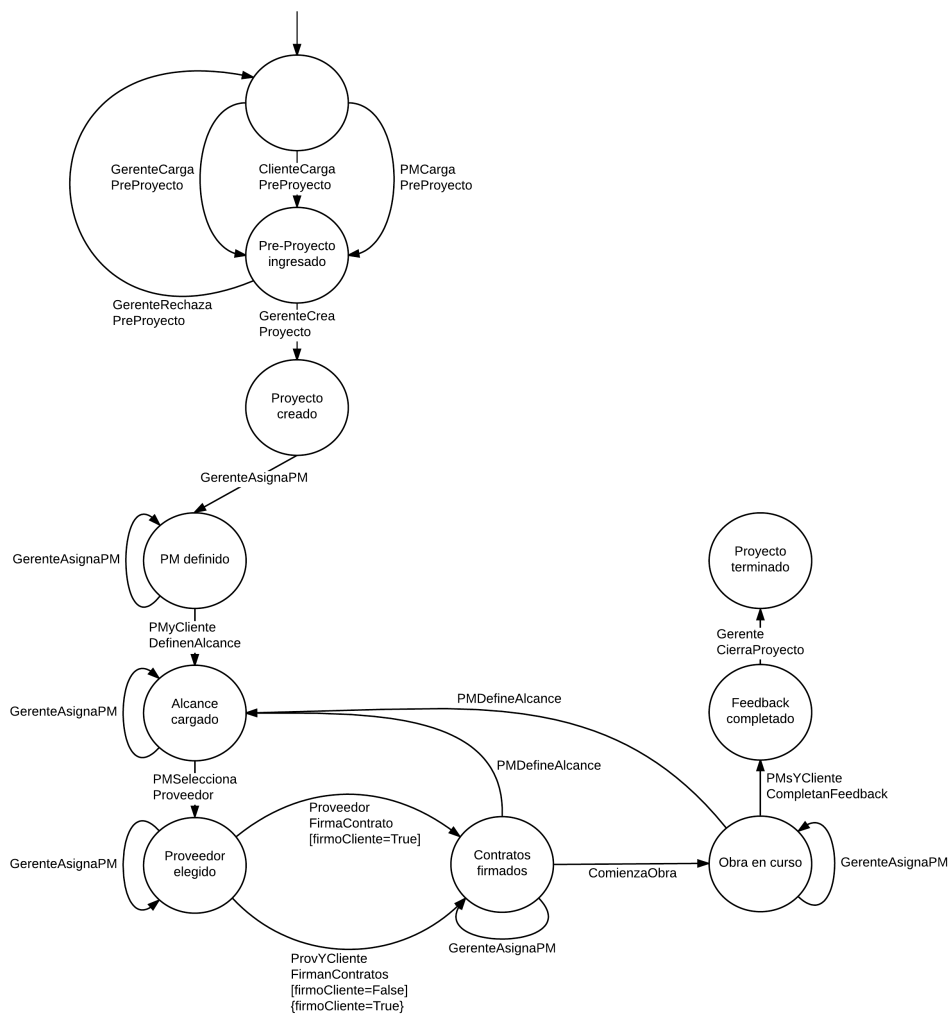 GerenteCarga
PreProyecto
ClienteCarga
PreProyecto
PMCarga
PreProyecto
Pre-Proyecto
ingresado
GerenteRechaza
PreProyecto
GerenteCrea
Proyecto
Proyecto
creado
GerenteAsignaPM
GerenteAsignaPM
PM definido
Proyecto
terminado
PMyCliente
DefinenAlcance
Gerente
CierraProyecto
GerenteAsignaPM
Alcance
cargado
PMDefineAlcance
Feedback
completado
PMDefineAlcance
PMSelecciona
Proveedor
PMsYCliente
CompletanFeedback
Proveedor
FirmaContrato
[firmoCliente=True]
GerenteAsignaPM
Proveedor
elegido
Contratos
firmados
ComienzaObra
Obra en curso
GerenteAsignaPM
GerenteAsignaPM
ProvYCliente
FirmanContratos
[firmoCliente=False]
{firmoCliente=True}